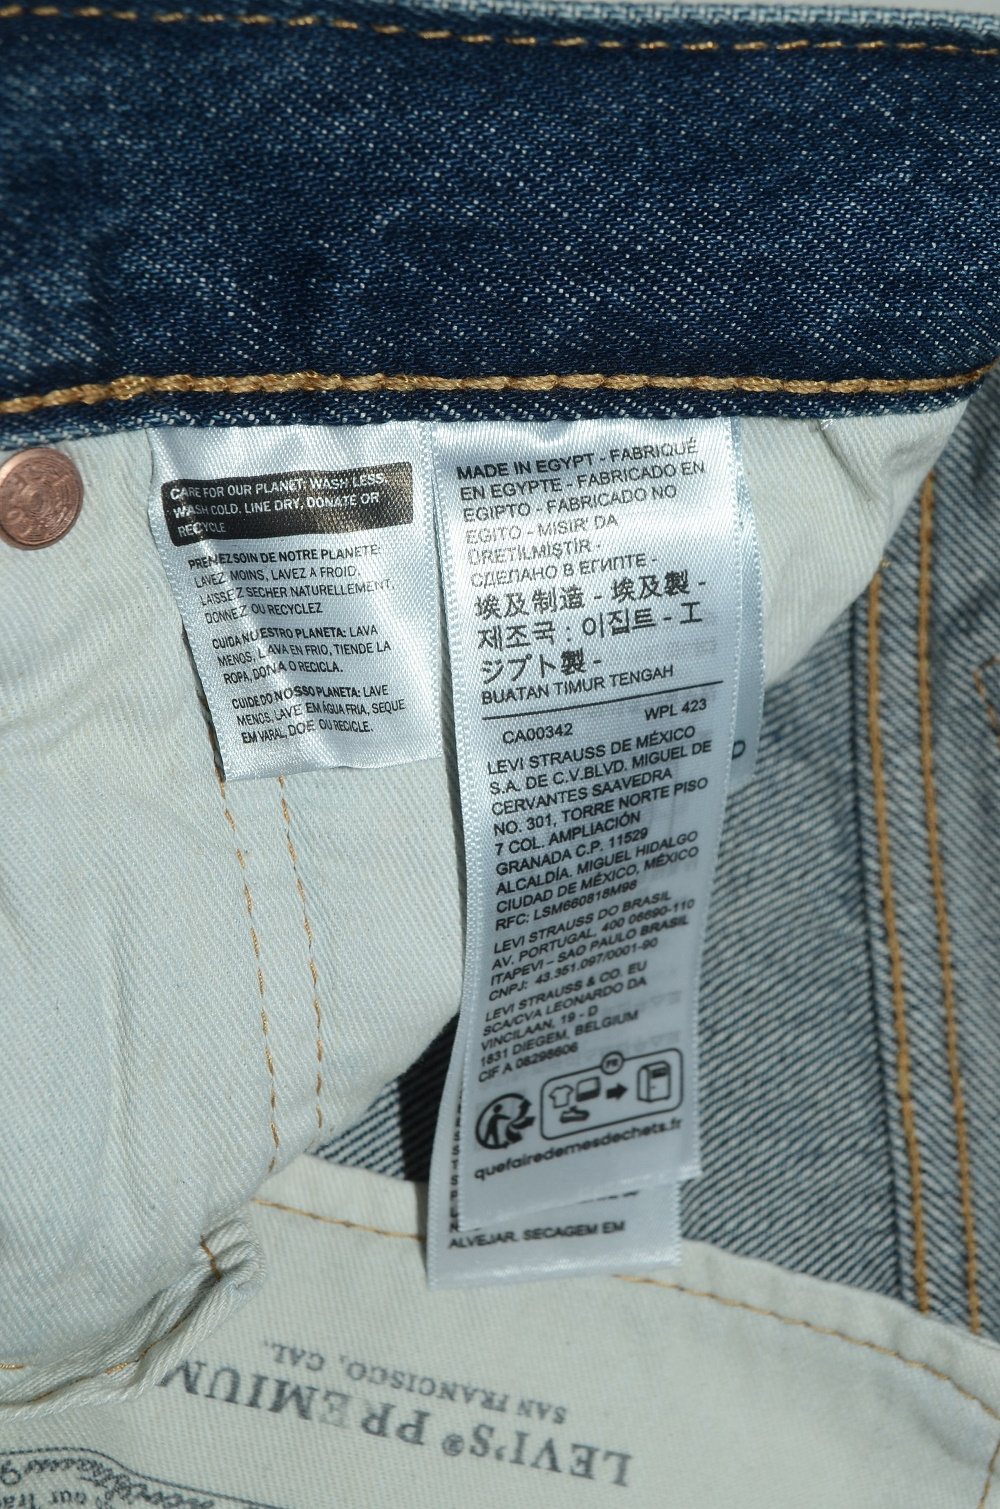 CARE FOR OUR PLANET: WASH LESS,
WASH COLD, LINE DRY, DONATE OR
RECYCLE
PRENEZ SOIN DE NOTRE PLANETE:
LAVEZ MOINS, LAVEZ A FROID,
LAISSEZ SECHER NATURELLEMENT,
DONNEZ OU RECYCLEZ
CUIDA NUESTRO PLANETA: LAVA
MENOS, LAVA EN FRIO, TIENDE LA
ROPA, DONA O RECICLA.
CUIDE DO NOSSO PLANETA: LAVE
MENOS, LAVE EM ÁGUA FRIA, SEQUE
EM VARAL, DOE OU RECICLE.
MADE IN EGYPT - FABRIQUÉ
EN EGYPTE - FABRICADO EN
EGIPTO - FABRICADO NO
EGITO - MISIR' DA
ÜRETİLMİŞTİR -
СДЕЛАНО В ЕГИПТЕ -
埃及制造 - 埃及製 -
제조국 : 이집트 - エ
ジプト製 -
BUATAN TIMUR TENGAH
CA00342 WPL 423
LEVI STRAUSS DE MÉXICO
S.A. DE C.V.BLVD. MIGUEL DE
CERVANTES SAAVEDRA
NO. 301, TORRE NORTE PISO
7 COL. AMPLIACIÓN
GRANADA C.P. 11529
ALCALDÍA. MIGUEL HIDALGO
CIUDAD DE MÉXICO, MÉXICO
RFC: LSM660818M98
LEVI STRAUSS DO BRASIL
AV. PORTUGAL, 400 06690-110
ITAPEVI - SAO PAULO BRASIL
CNPJ: 43.351.097/0001-90
LEVI STRAUSS & CO. EU
SCA/CVA LEONARDO DA
VINCILAAN, 19 - D
1831 DIEGEM, BELGIUM
CIF A 08298606
FR
quefairedemesdechets.fr
ALVEJAR. SECAGEM EM
LEVI'S® PREMIUM
SAN FRANCISCO, CAL.
our Tra